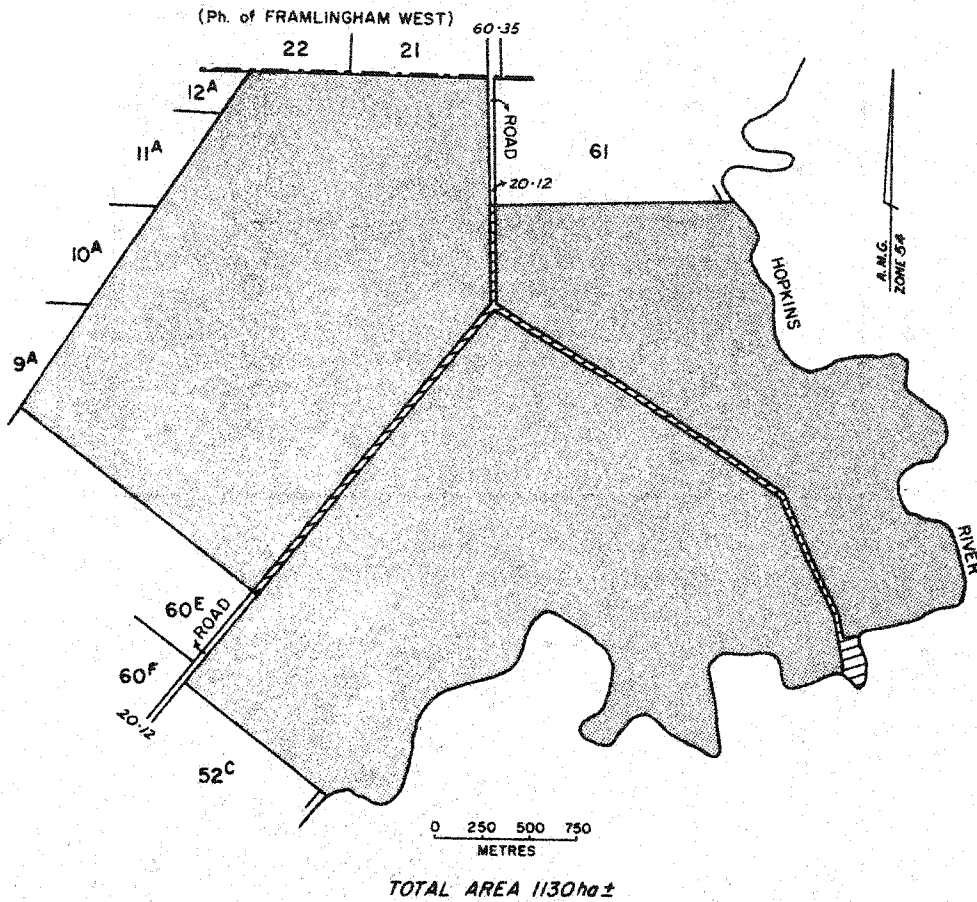 (Ph. of FRAMLINGHAM WEST)
60·35
22
21
12A
ROAD
61
11A
20·12
10A
HOPKINS
A.M.G.
ZONE 54
9A
RIVER
60E
ROAD
60F
20·12
52C
0 250 500 750
METRES
TOTAL AREA 1130ha ±